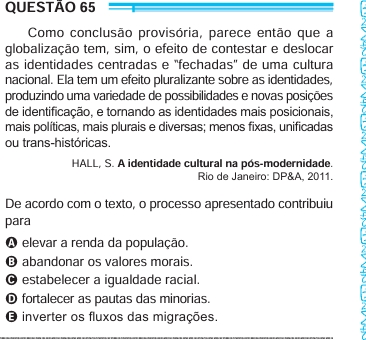 QUESTÃO 65
Como conclusão provisória, parece então que a
globalização tem, sim, o efeito de contestar e deslocar
as identidades centradas e “fechadas” de uma cultura
nacional. Ela tem um efeito pluralizante sobre as identidades,
produzindo uma variedade de possibilidades e novas posições
de identificação, e tornando as identidades mais posicionais,
mais políticas, mais plurais e diversas; menos fixas, unificadas
ou trans-históricas.
HALL, S. A identidade cultural na pós-modernidade.
Rio de Janeiro: DP&A, 2011.
De acordo com o texto, o processo apresentado contribuiu
para
A elevar a renda da população.
B abandonar os valores morais.
C estabelecer a igualdade racial.
D fortalecer as pautas das minorias.
E inverter os fluxos das migrações.